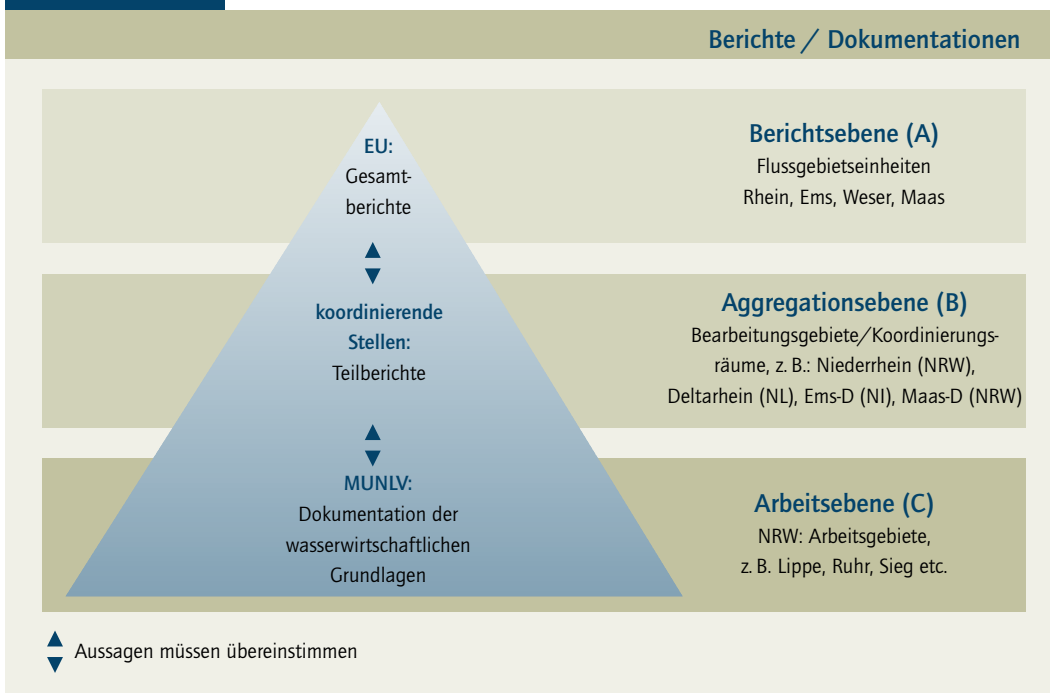 Berichte / Dokumentationen
EU:
Gesamt-
berichte
Berichtsebene (A)
Flussgebietseinheiten
Rhein, Ems, Weser, Maas
koordinierende
Stellen:
Teilberichte
Aggregationsebene (B)
Bearbeitungsgebiete/Koordinierungs-
räume, z. B.: Niederrhein (NRW),
Deltarhein (NL), Ems-D (NI), Maas-D (NRW)
MUNLV:
Dokumentation der
wasserwirtschaftlichen
Grundlagen
Arbeitsebene (C)
NRW: Arbeitsgebiete,
z. B. Lippe, Ruhr, Sieg etc.
Aussagen müssen übereinstimmen